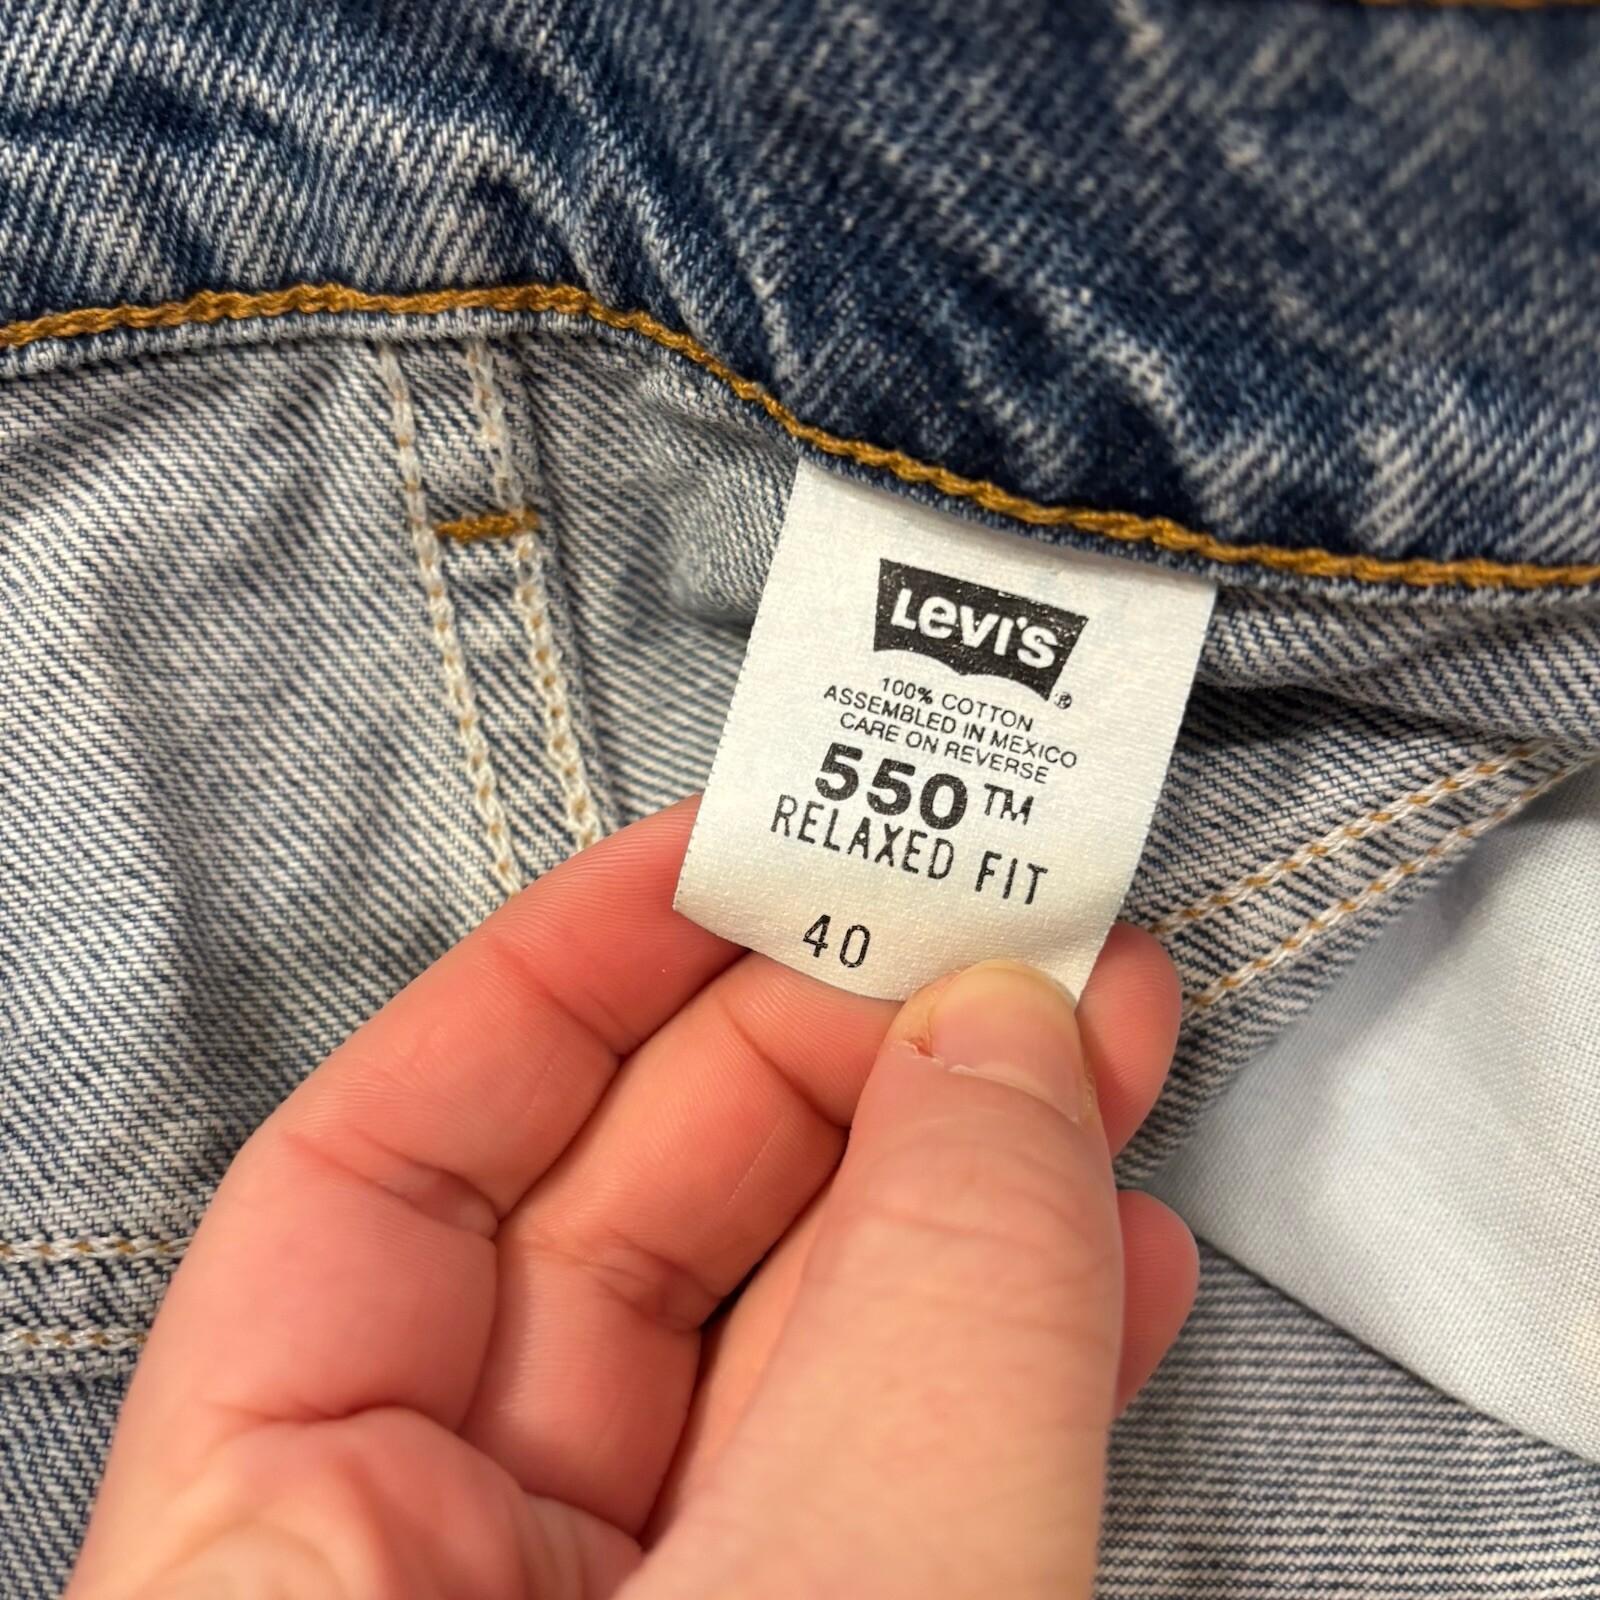 Levi's ®
100% COTTON
ASSEMBLED IN MEXICO
CARE ON REVERSE
550™
RELAXED FIT
40